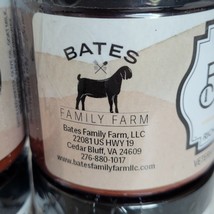 BATES
FAMILY FARM
Bates Family Farm, LLC
22081 US HWY 19
Cedar Bluff, VA 24609
276-880-1017
www.batesfamilyfarmllc.com